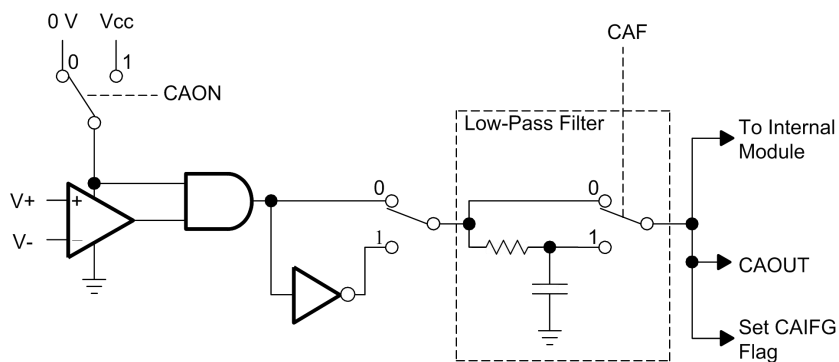 0 V Vcc
0 1
CAON
CAF
Low-Pass Filter
V+
+
V-
−
0
1
0
1
To Internal
Module
CAOUT
Set CAIFG
Flag